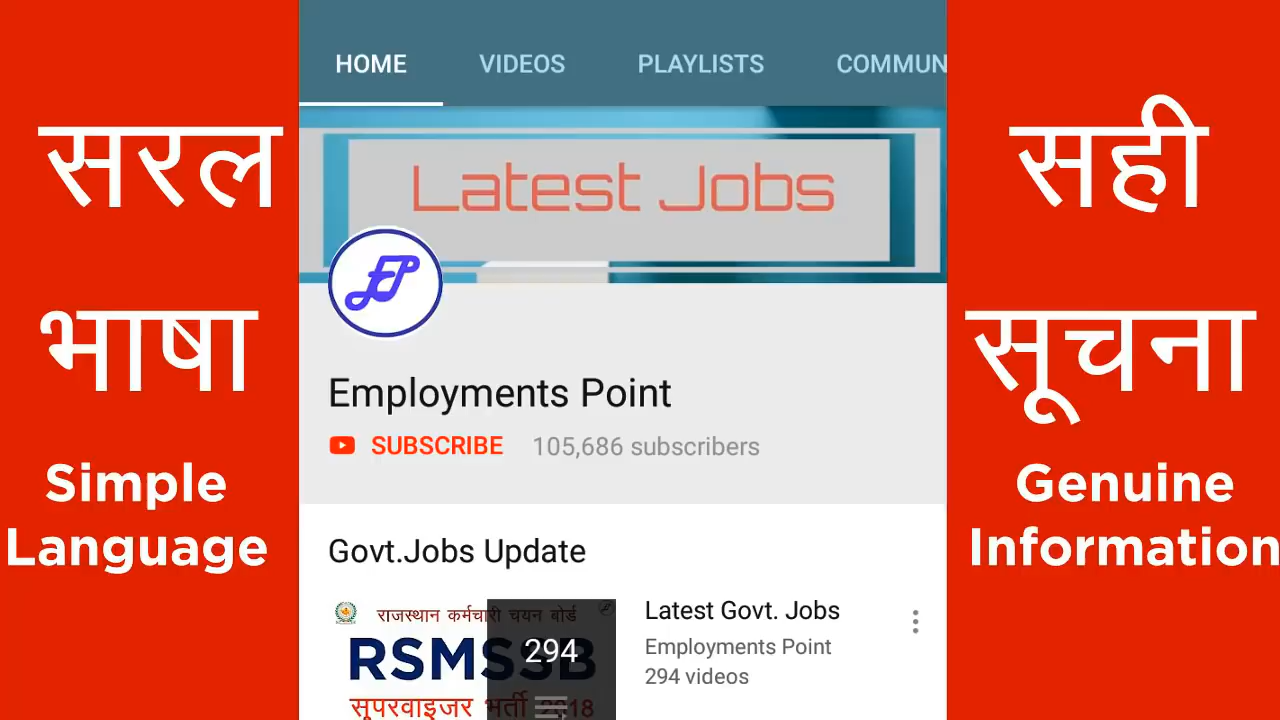 सरल
भाषा
Simple
Language
HOME VIDEOS PLAYLISTS COMMUN
Latest Jobs
EP
Employments Point
SUBSCRIBE 105,686 subscribers
Govt.Jobs Update
राजस्थान कर्मचारी चयन बोर्ड
RSMSSB
सुपरवाइजर भर्ती 2018
294
Latest Govt. Jobs
Employments Point
294 videos
सही
सूचना
Genuine
Information